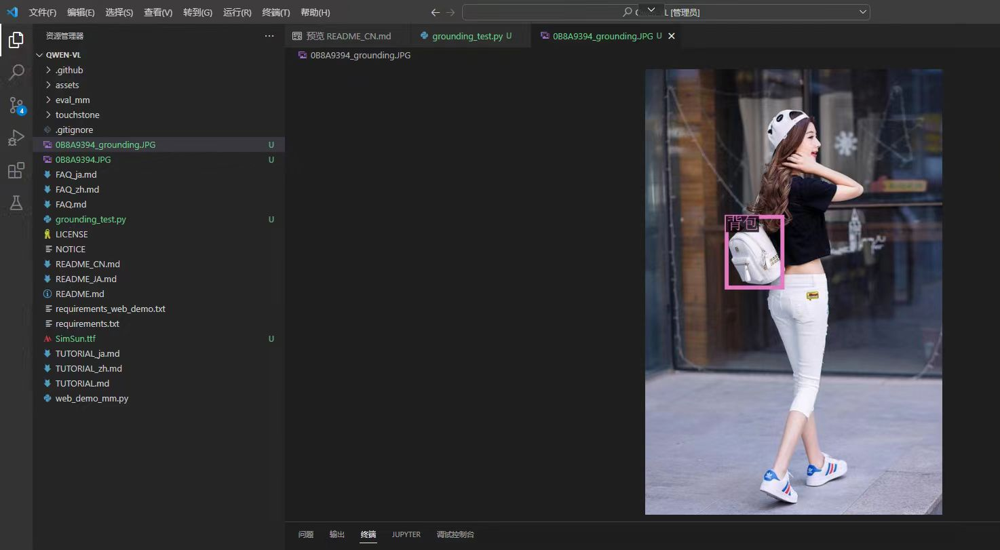 文件(F) 编辑(E) 选择(S) 查看(V) 转到(G) 运行(R) 终端(T) 帮助(H)
[管理员]
资源管理器
预览 README_CN.md
grounding_test.py U
0B8A9394_grounding.JPG U
0B8A9394_grounding.JPG
QWEN-VL
.github
assets
eval_mm
touchstone
.gitignore
0B8A9394_grounding.JPG U
0B8A9394.JPG U
FAQ_ja.md
FAQ_zh.md
FAQ.md
grounding_test.py U
LICENSE
NOTICE
README_CN.md
README_JA.md
README.md
requirements_web_demo.txt
requirements.txt
SimSun.ttf U
TUTORIAL_ja.md
TUTORIAL_zh.md
TUTORIAL.md
web_demo_mm.py
4
背包
问题 输出 终端 JUPYTER 调试控制台